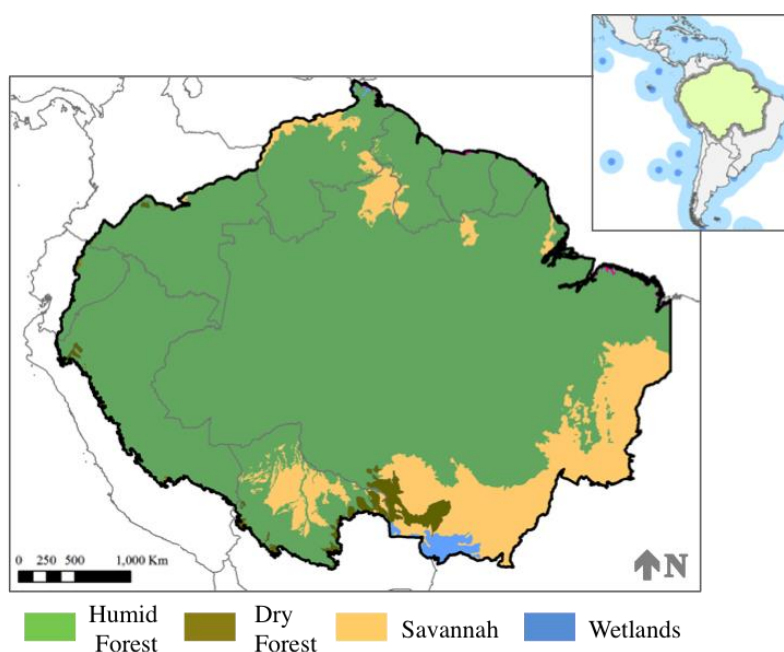 0 250 500 1,000 Km
N
Humid Forest
Dry Forest
Savannah
Wetlands